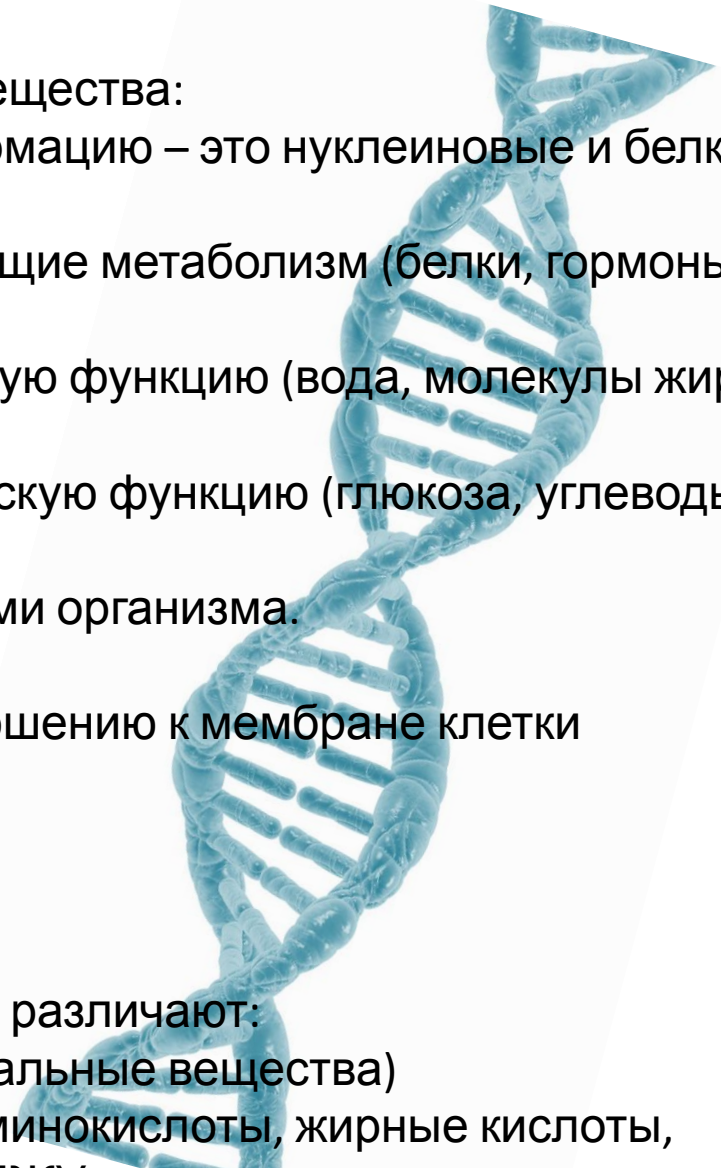 ещества:
рмацию – это нуклеиновые и белк
щие метаболизм (белки, гормоны
ую функцию (вода, молекулы жир
скую функцию (глюкоза, углеводы
ми организма.
ошению к мембране клетки
различают:
альные вещества)
минокислоты, жирные кислоты,